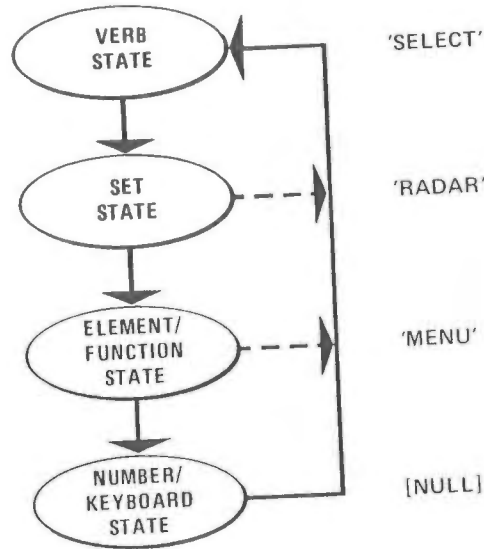 VERB
STATE
'SELECT'
SET
STATE
'RADAR'
ELEMENT/
FUNCTION
STATE
'MENU'
NUMBER/
KEYBOARD
STATE
[NULL]